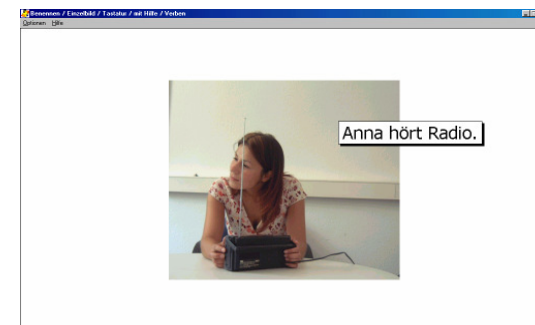 Benennen / Einzelbild / Tastatur / mit Hilfe / Verben
Optionen Hilfe
Anna hört Radio.